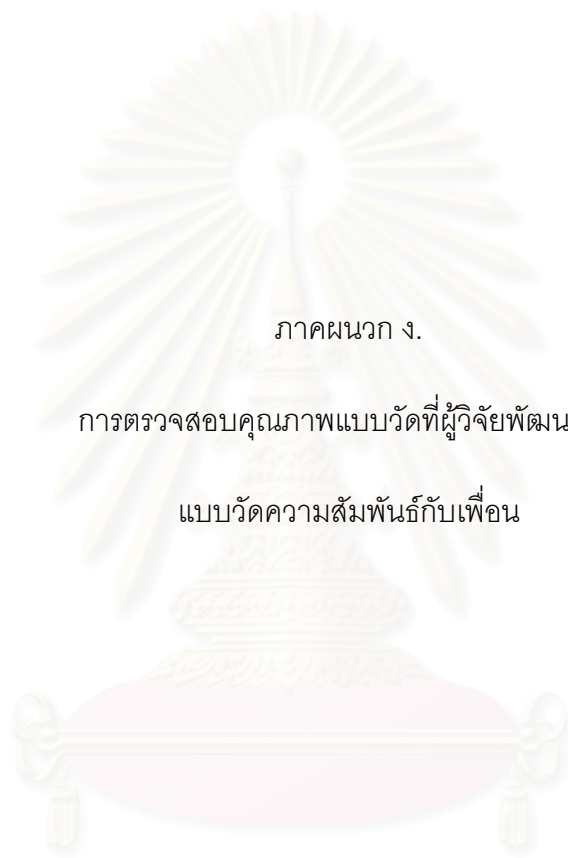 ภาคผนวก ง.
การตรวจสอบคุณภาพแบบวัดที่ผู้วิจัยพัฒน
แบบวัดความสัมพันธ์กับเพื่อน